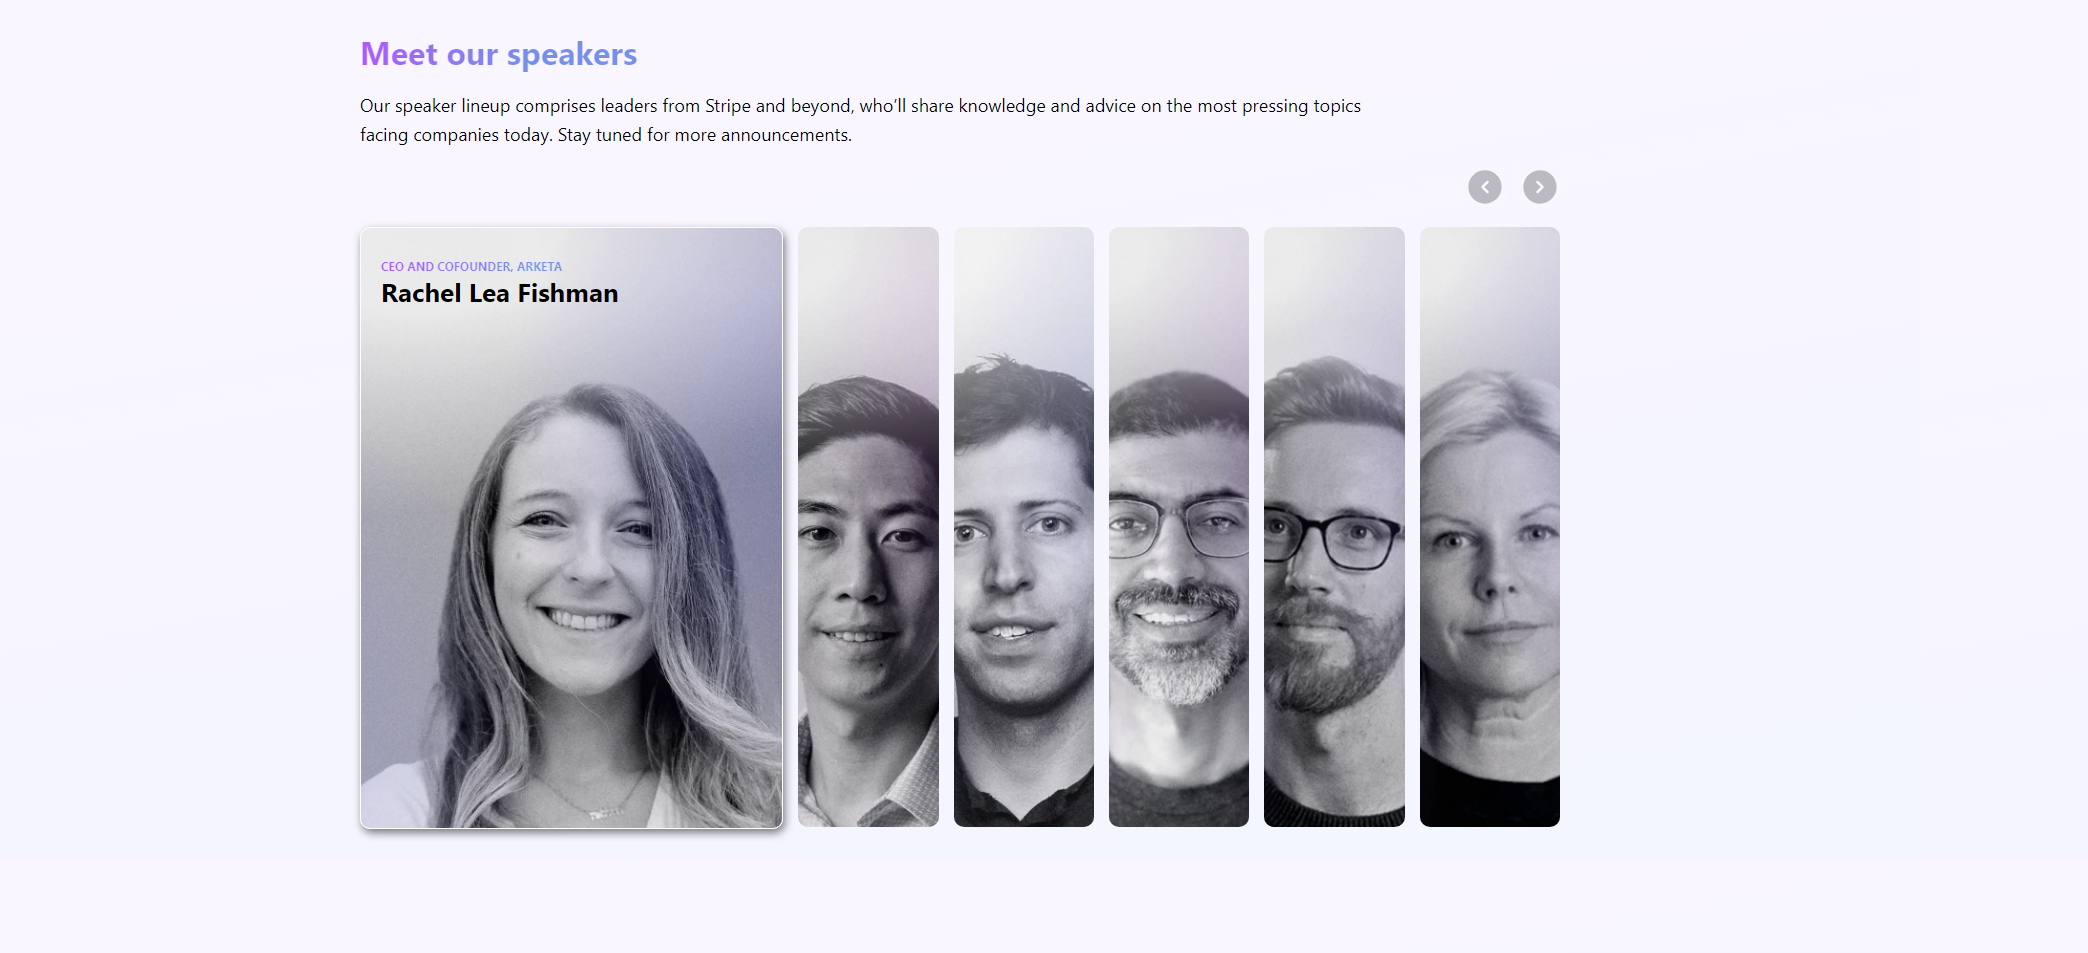 Meet our speakers
Our speaker lineup comprises leaders from Stripe and beyond, who’ll share knowledge and advice on the most pressing topics
facing companies today. Stay tuned for more announcements.
CEO AND COFOUNDER, ARKETA
Rachel Lea Fishman